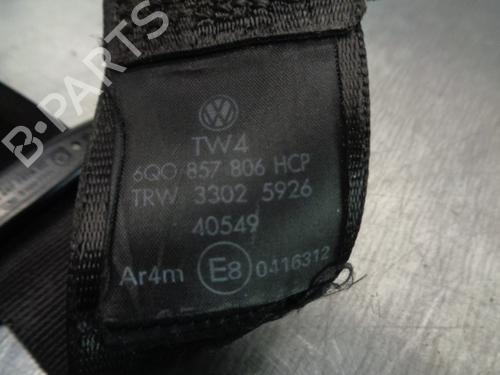 TW4
6Q0 857 806 HCP
TRW 3302 5926
40549
Ar4m E8 0416312
B-PARTS